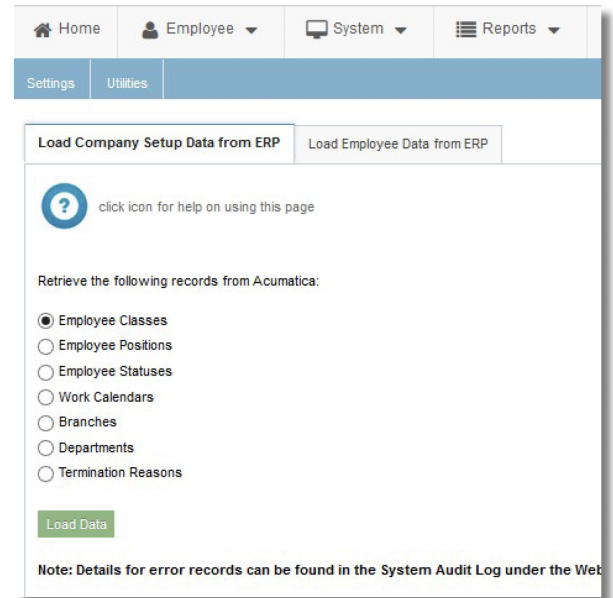 Home Employee System Reports
Settings Utilities
Load Company Setup Data from ERP Load Employee Data from ERP
? click icon for help on using this page
Retrieve the following records from Acumatica:
Employee Classes
Employee Positions
Employee Statuses
Work Calendars
Branches
Departments
Termination Reasons
Load Data
Note: Details for error records can be found in the System Audit Log under the Web